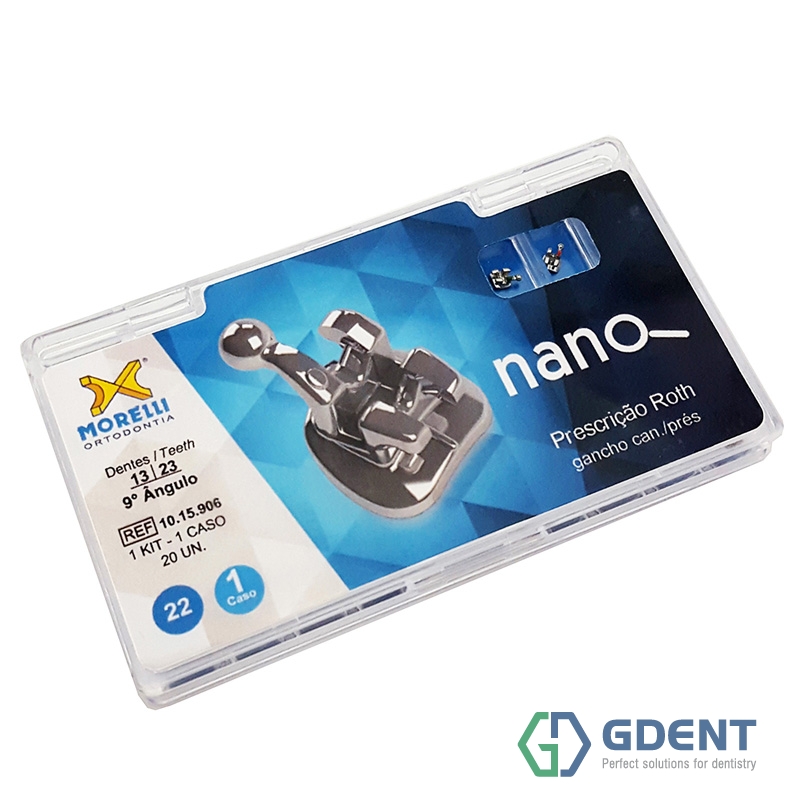 MORELLI®
ORTODONTIA
Dentes / Teeth
13 | 23
9º Ângulo
REF 10.15.906
1 KIT - 1 CASO
20 UN.
22
1
Caso
nano
Prescrição Roth
gancho can./prés
GDENT
Perfect solutions for dentistry